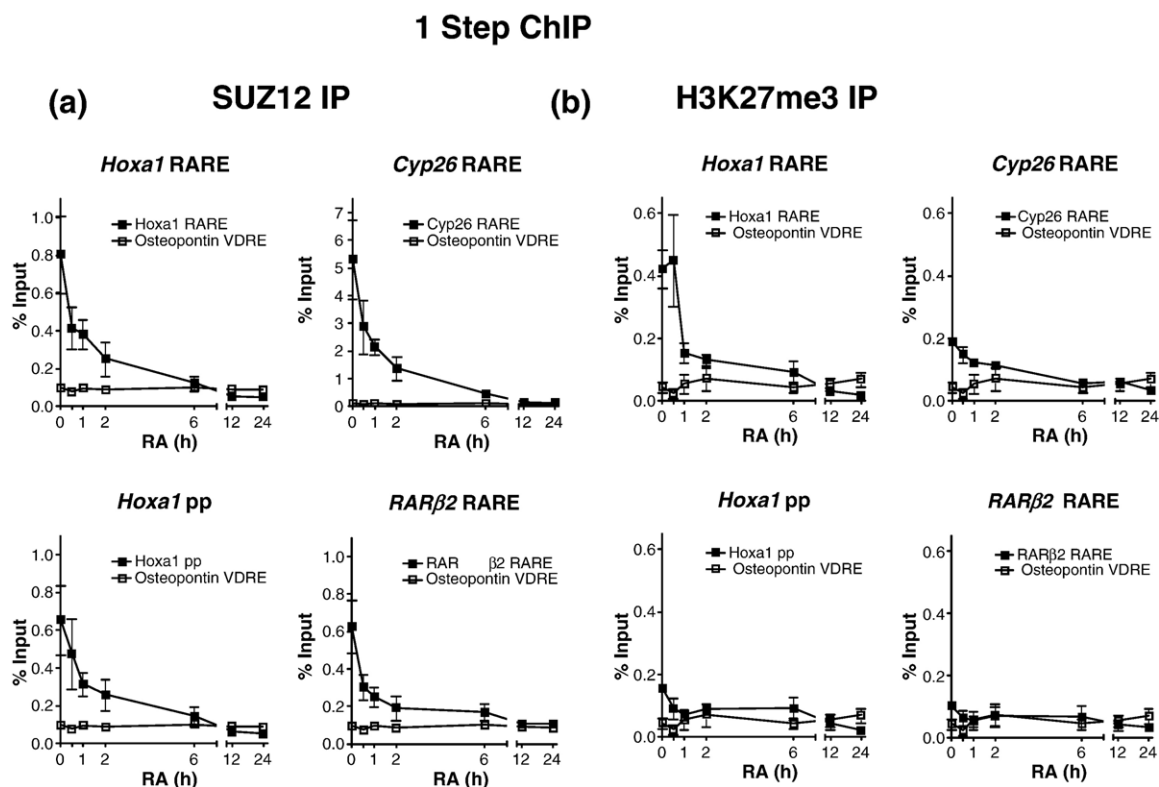 1 Step ChIP
(a) SUZ12 IP
(b) H3K27me3 IP
Hoxa1 RARE
1.0
0.8
0.6
0.4
0.2
0.0
% Input
Hoxa1 RARE
Osteopontin VDRE
0 1 2 6 12 24
RA (h)
Cyp26 RARE
7
6
5
4
3
2
1
0
% Input
Cyp26 RARE
Osteopontin VDRE
0 1 2 6 12 24
RA (h)
Hoxa1 RARE
0.6
0.4
0.2
0.0
% Input
Hoxa1 RARE
Osteopontin VDRE
0 1 2 6 12 24
RA (h)
Cyp26 RARE
0.6
0.4
0.2
0.0
% Input
Cyp26 RARE
Osteopontin VDRE
0 1 2 6 12 24
RA (h)
Hoxa1 pp
1.0
0.8
0.6
0.4
0.2
0.0
% Input
Hoxa1 pp
Osteopontin VDRE
0 1 2 6 12 24
RA (h)
RARβ2 RARE
1.0
0.8
0.6
0.4
0.2
0.0
% Input
RAR β2 RARE
Osteopontin VDRE
0 1 2 6 12 24
RA (h)
Hoxa1 pp
0.6
0.4
0.2
0.0
% Input
Hoxa1 pp
Osteopontin VDRE
0 1 2 6 12 24
RA (h)
RARβ2 RARE
0.6
0.4
0.2
0.0
% Input
RARβ2 RARE
Osteopontin VDRE
0 1 2 6 12 24
RA (h)